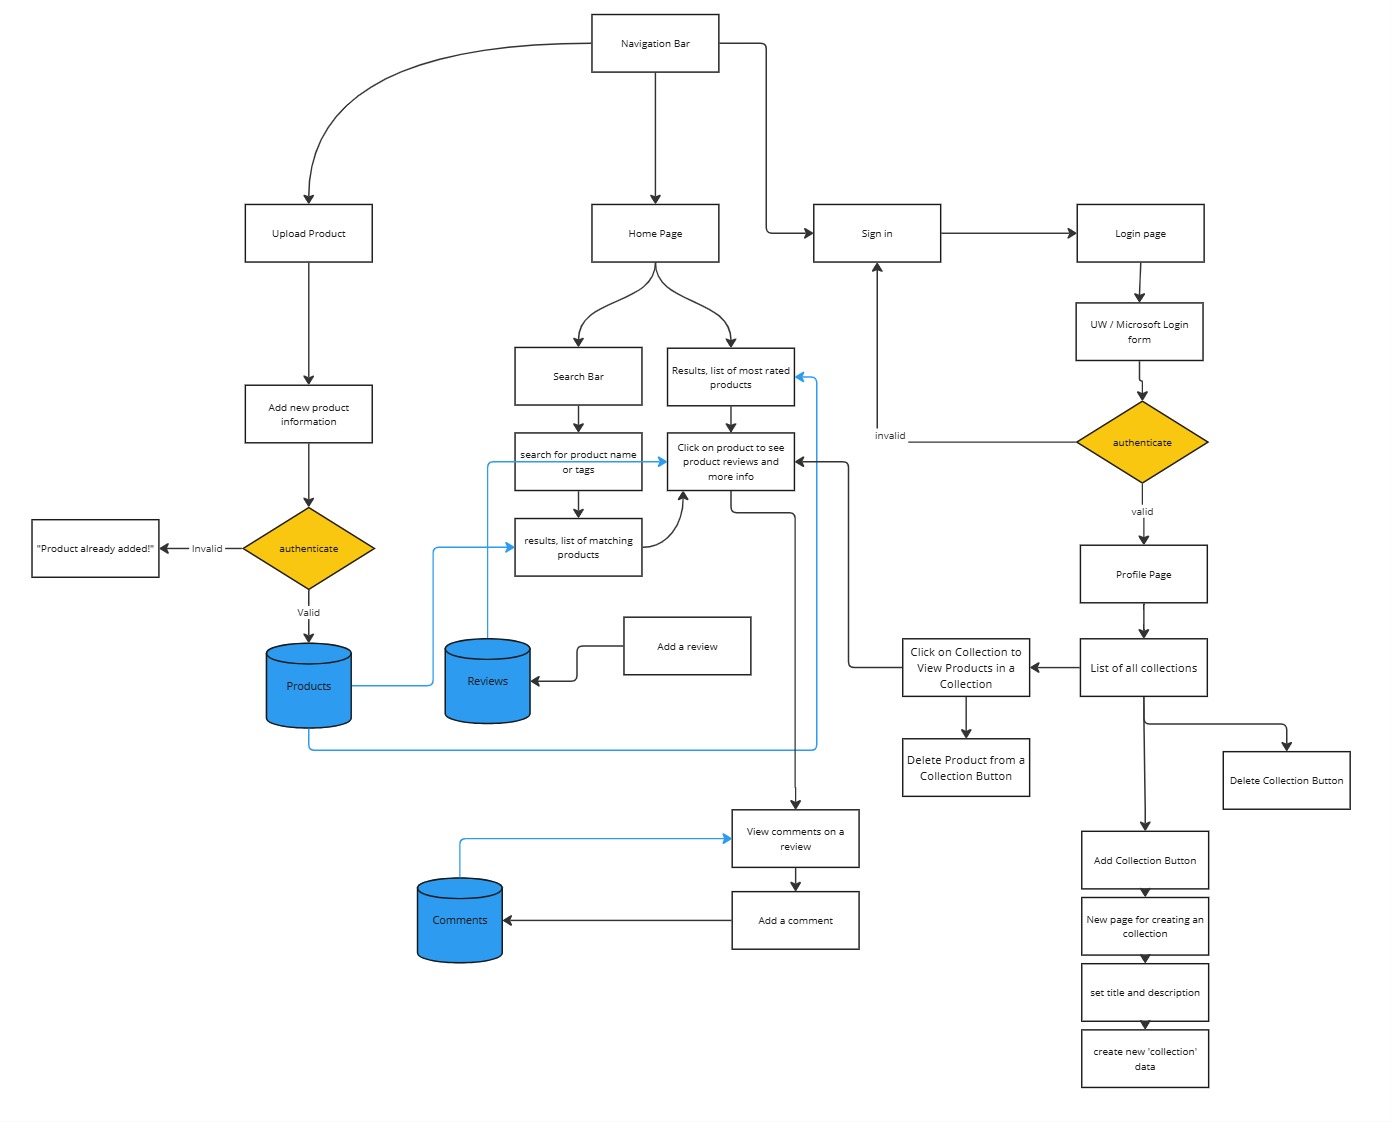 Navigation Bar
Upload Product
Home Page
Sign in
Login page
UW / Microsoft Login
form
Search Bar
Results, list of most rated
products
Add new product
information
search for product name
or tags
Click on product to see
product reviews and
more info
invalid
authenticate
valid
"Product already added!"
Invalid
authenticate
results, list of matching
products
Profile Page
Valid
Products
Reviews
Add a review
Click on Collection to
View Products in a
Collection
List of all collections
Delete Product from a
Collection Button
Delete Collection Button
View comments on a
review
Add Collection Button
Comments
Add a comment
New page for creating an
collection
set title and description
create new 'collection'
data